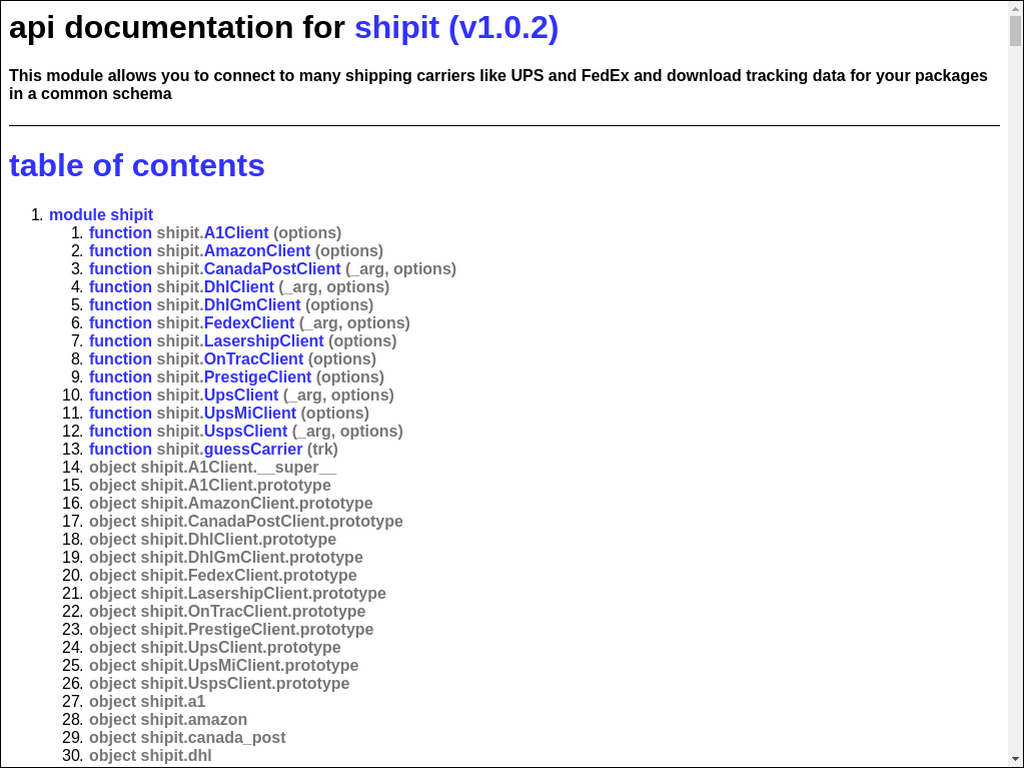 api documentation for shipit (v1.0.2)
This module allows you to connect to many shipping carriers like UPS and FedEx and download tracking data for your packages
in a common schema
table of contents
1. module shipit
1. function shipit.A1Client (options)
2. function shipit.AmazonClient (options)
3. function shipit.CanadaPostClient (_arg, options)
4. function shipit.DhlClient (_arg, options)
5. function shipit.DhlGmClient (options)
6. function shipit.FedexClient (_arg, options)
7. function shipit.LasershipClient (options)
8. function shipit.OnTracClient (options)
9. function shipit.PrestigeClient (options)
10. function shipit.UpsClient (_arg, options)
11. function shipit.UpsMiClient (options)
12. function shipit.UspsClient (_arg, options)
13. function shipit.guessCarrier (trk)
14. object shipit.A1Client.__super__
15. object shipit.A1Client.prototype
16. object shipit.AmazonClient.prototype
17. object shipit.CanadaPostClient.prototype
18. object shipit.DhlClient.prototype
19. object shipit.DhlGmClient.prototype
20. object shipit.FedexClient.prototype
21. object shipit.LasershipClient.prototype
22. object shipit.OnTracClient.prototype
23. object shipit.PrestigeClient.prototype
24. object shipit.UpsClient.prototype
25. object shipit.UpsMiClient.prototype
26. object shipit.UspsClient.prototype
27. object shipit.a1
28. object shipit.amazon
29. object shipit.canada_post
30. object shipit.dhl